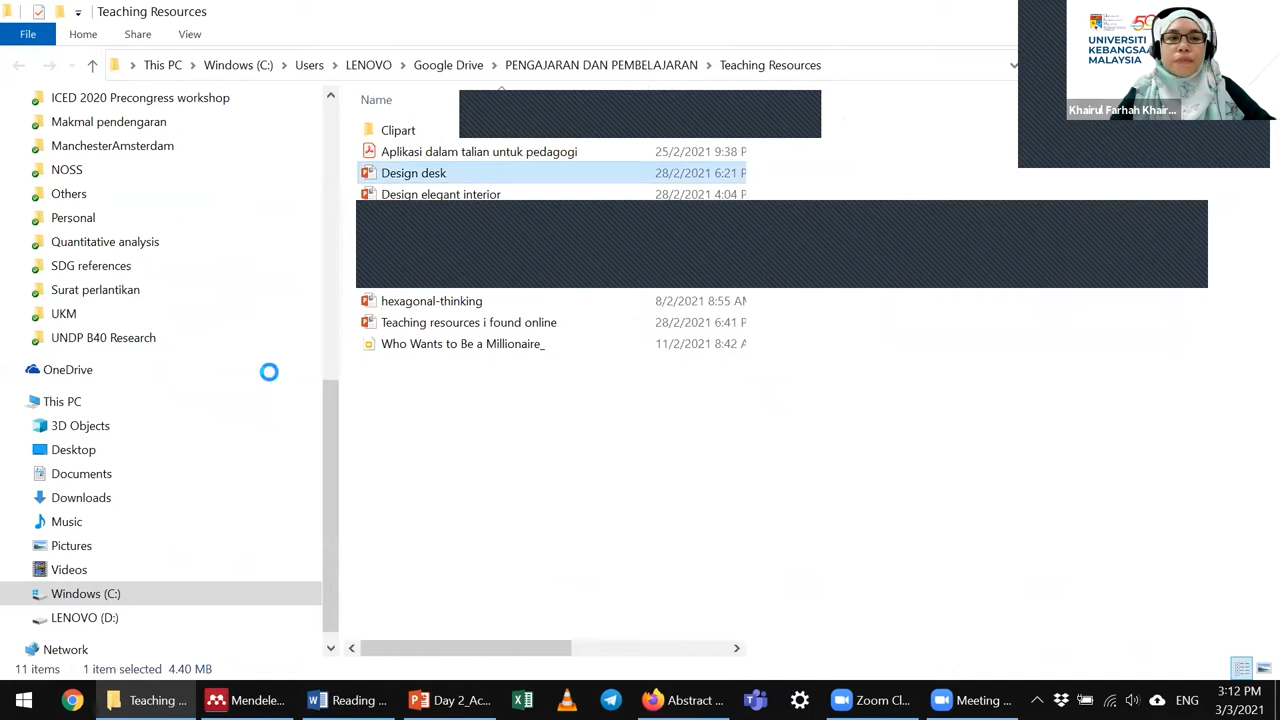 Teaching Resources
File Home Share View
This PC Windows (C:) Users LENOVO Google Drive PENGAJARAN DAN PEMBELAJARAN Teaching Resources
UNIVERSITI
KEBANGSAAN
MALAYSIA
Khairul Farhah Khair...
ICED 2020 Precongress workshop
Makmal pendengaran
ManchesterAmsterdam
NOSS
Others
Personal
Quantitative analysis
SDG references
Surat perlantikan
UKM
UNDP B40 Research
OneDrive
This PC
3D Objects
Desktop
Documents
Downloads
Music
Pictures
Videos
Windows (C:)
LENOVO (D:)
Network
Name
Clipart
Aplikasi dalam talian untuk pedagogi 25/2/2021 9:38 P
Design desk 28/2/2021 6:21 P
Design elegant interior 28/2/2021 4:04 P
hexagonal-thinking 8/2/2021 8:55 AM
Teaching resources i found online 28/2/2021 6:41 P
Who Wants to Be a Millionaire_ 11/2/2021 8:42 A
11 items 1 item selected 4.40 MB
Teaching ... Mendele... Reading ... Day 2_Ac... Abstract ... Zoom Cl... Meeting ... ENG 3:12 PM
3/3/2021